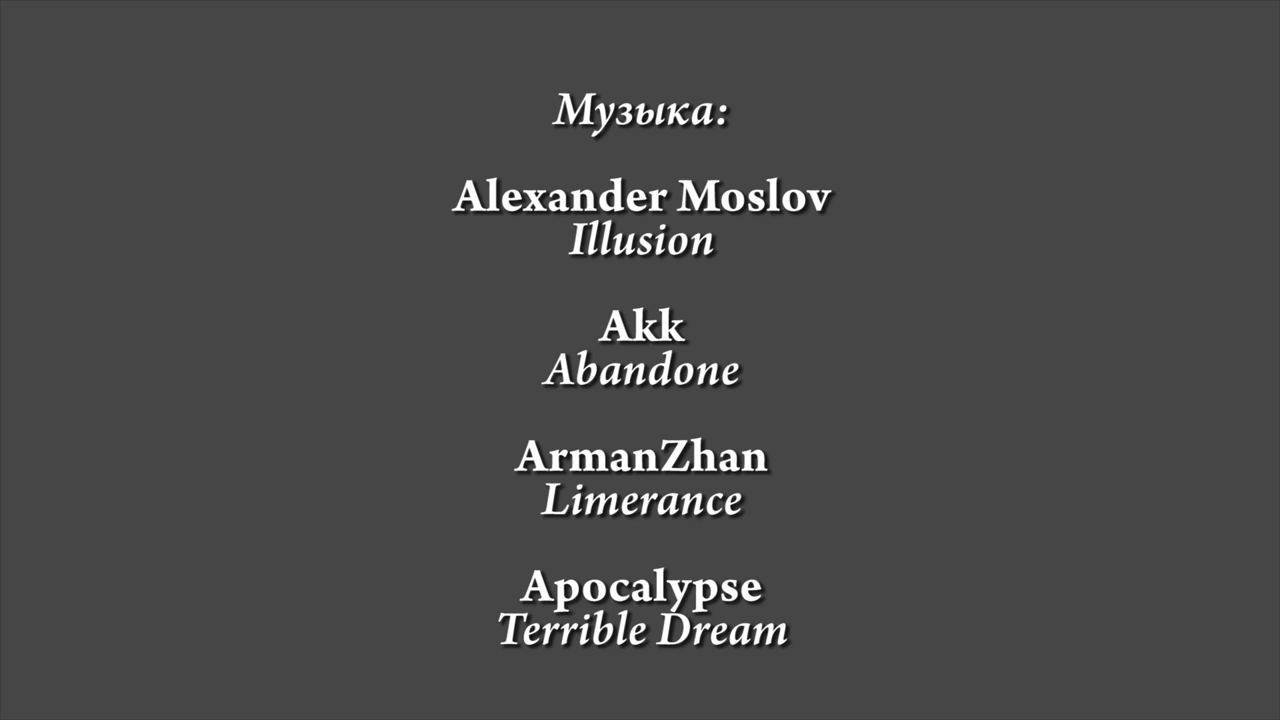 Музыка:
Alexander Moslov
Illusion
Akk
Abandone
ArmanZhan
Limerance
Apocalypse
Terrible Dream